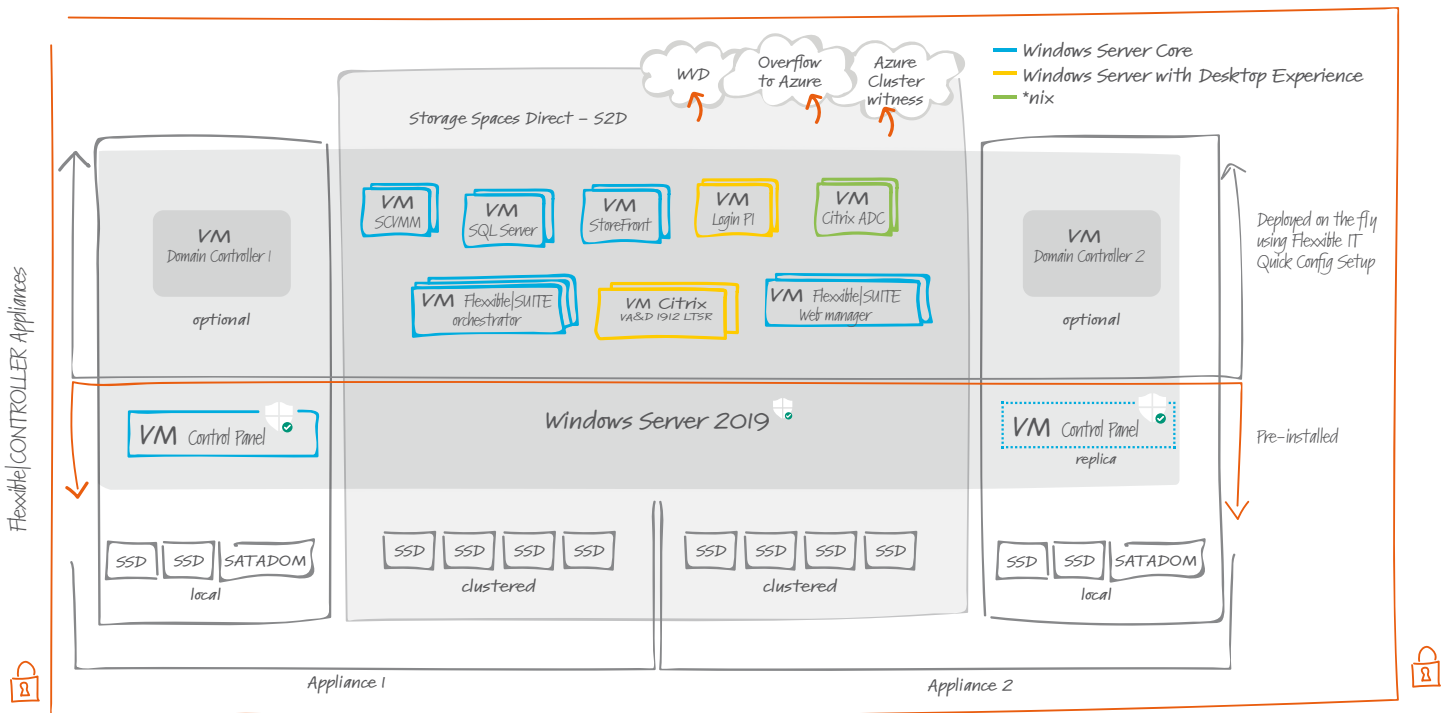 WVD
Overflow
to Azure
Azure
Cluster
witness
Windows Server Core
Windows Server with Desktop Experience
*nix
Storage Spaces Direct - S2D
VM
SCVMM
VM
SQL Server
VM
StoreFront
VM
Login PI
VM
Citrix ADC
VM
Domain Controller 1
optional
VM
Domain Controller 2
optional
Deployed on the fly
using Flexxible IT
Quick Config Setup
VM Flexxible|SUITE
orchestrator
VM Citrix
VA&D 1912 LTSR
VM Flexxible|SUITE
Web manager
Flexxible|CONTROLLER Appliances
VM Control Panel
Windows Server 2019
VM Control Panel
replica
Pre-installed
SSD SSD SATADOM
local
SSD SSD SSD SSD
clustered
SSD SSD SSD SSD
clustered
SSD SSD SATADOM
local
Appliance 1
Appliance 2